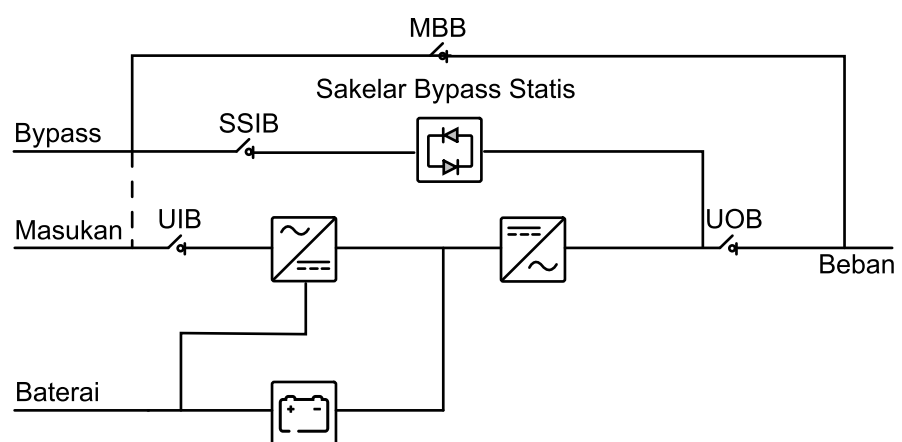 MBB
Sakelar Bypass Statis
SSIB
Bypass
UIB
UOB
Masukan
Beban
Baterai